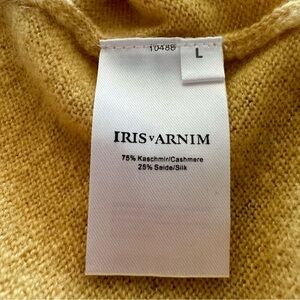 10488
L
IRIS v ARNIM
75% Kaschmir/Cashmere
25% Seide/Silk